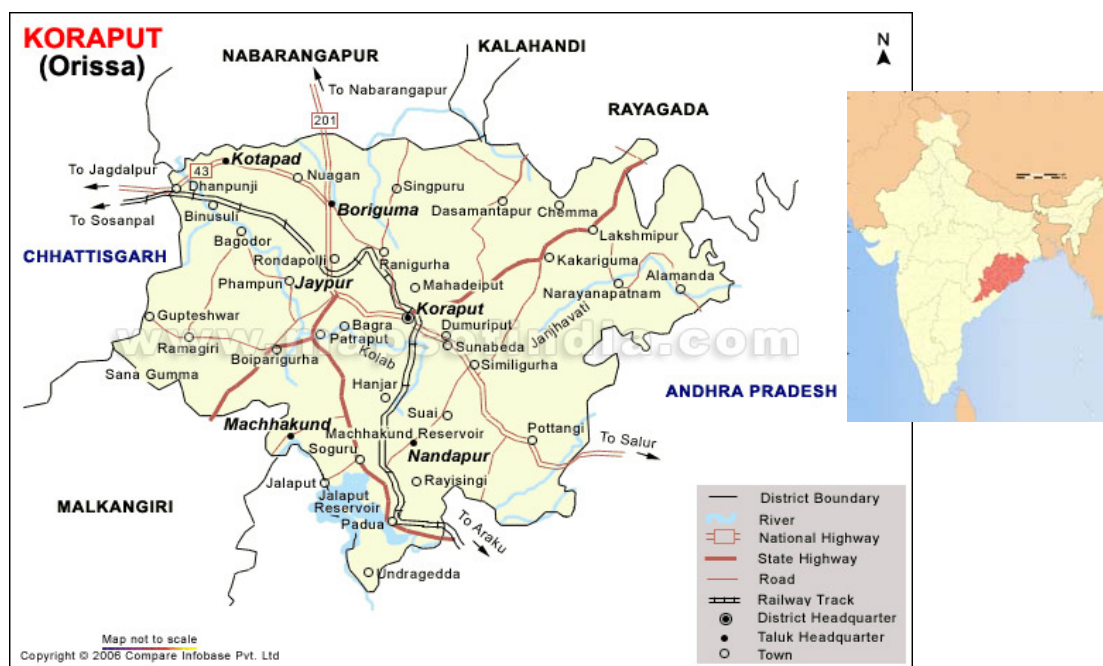 KORAPUT
(Orissa)
NABARANGAPUR
KALAHANDI
N
To Nabarangapur
RAYAGADA
201
Kotapad
To Jagdalpur
43
Nuagan
Singpuru
Dhanpunji
To Sosanpal
Binusuli
Boriguma
Dasamantapur
Chemma
Bagodor
Lakshmipur
CHHATTISGARH
Rondapolli
Ranigurha
Kakariguma
Phampun
Jaypur
Mahadeiput
Alamanda
Narayanapatnam
Koraput
Gupteshwar
Bagra
Dumuriput
Janjhavati
Patraput
Sunabeda
Ramagiri
Boiparigurha
Kolab
Similigurha
Sana Gumma
Hanjar
ANDHRA PRADESH
Suai
Machhakund
Machhakund Reservoir
Pottangi
To Salur
Soguru
Nandapur
Jalaput
Rayisingi
MALKANGIRI
Jalaput
Reservoir
Padua
To Araku
Undragedda
District Boundary
River
National Highway
State Highway
Road
Railway Track
District Headquarter
Taluk Headquarter
Town
Map not to scale
Copyright © 2006 Compare Infobase Pvt. Ltd